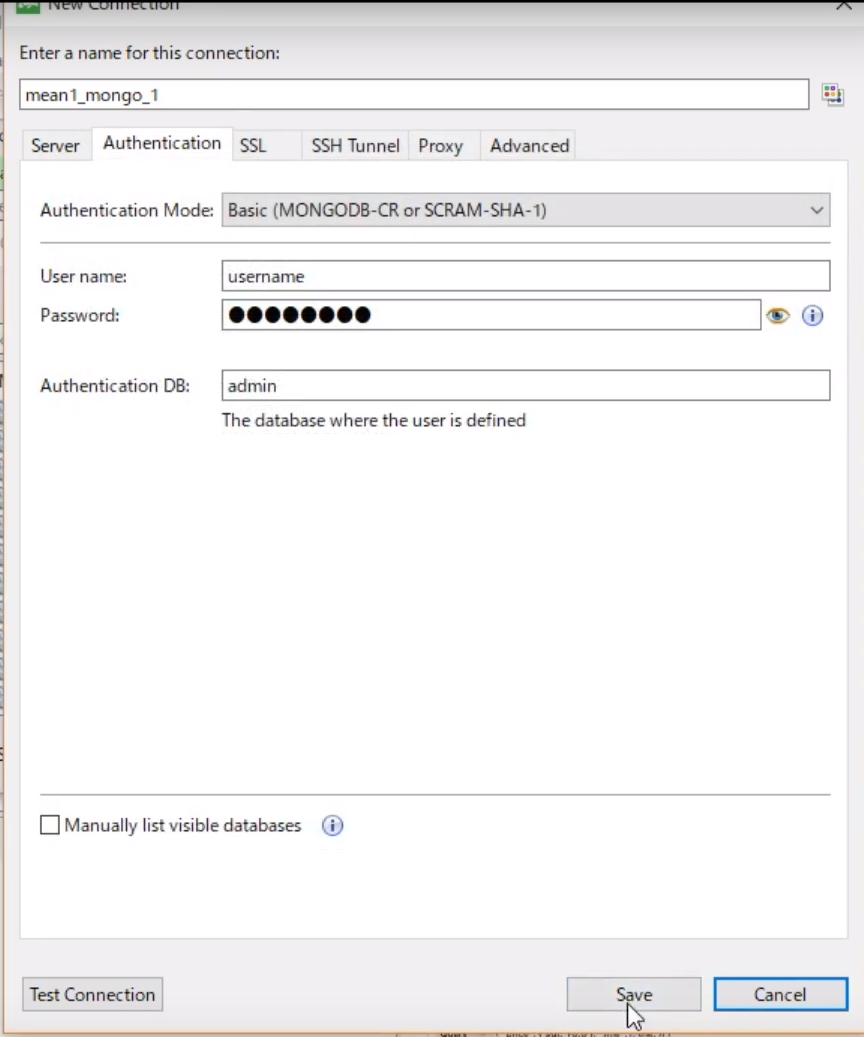 New Connection
Enter a name for this connection:
mean1_mongo_1
Server Authentication SSL SSH Tunnel Proxy Advanced
Authentication Mode: Basic (MONGODB-CR or SCRAM-SHA-1)
User name: username
Password: ●●●●●●●●
Authentication DB: admin
The database where the user is defined
Manually list visible databases
Test Connection Save Cancel